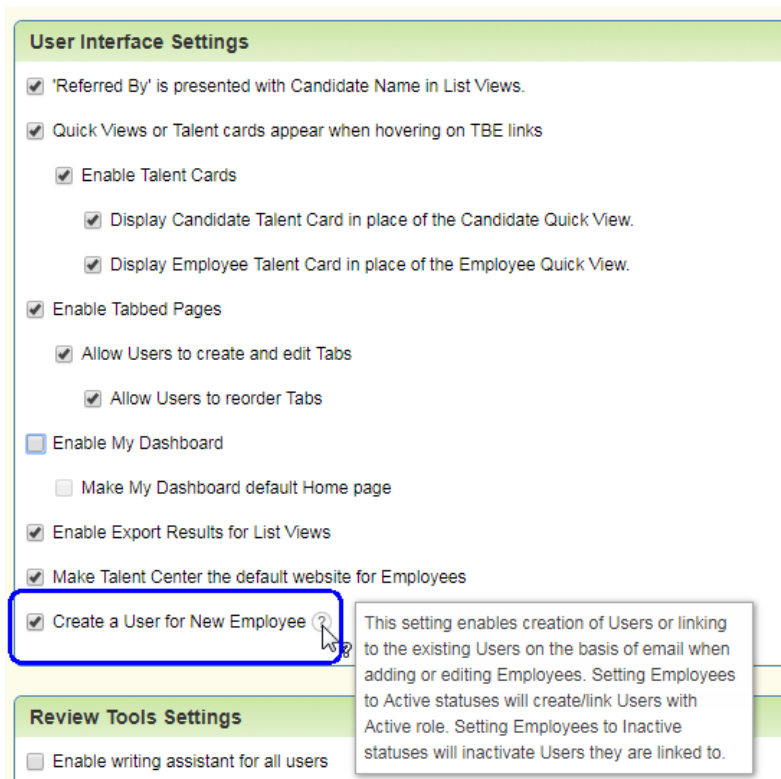 User Interface Settings
'Referred By' is presented with Candidate Name in List Views.
Quick Views or Talent cards appear when hovering on TBE links
Enable Talent Cards
Display Candidate Talent Card in place of the Candidate Quick View.
Display Employee Talent Card in place of the Employee Quick View.
Enable Tabbed Pages
Allow Users to create and edit Tabs
Allow Users to reorder Tabs
Enable My Dashboard
Make My Dashboard default Home page
Enable Export Results for List Views
Make Talent Center the default website for Employees
Create a User for New Employee ?
?
This setting enables creation of Users or linking
to the existing Users on the basis of email when
adding or editing Employees. Setting Employees
to Active statuses will create/link Users with
Active role. Setting Employees to Inactive
statuses will inactivate Users they are linked to.
Review Tools Settings
Enable writing assistant for all users